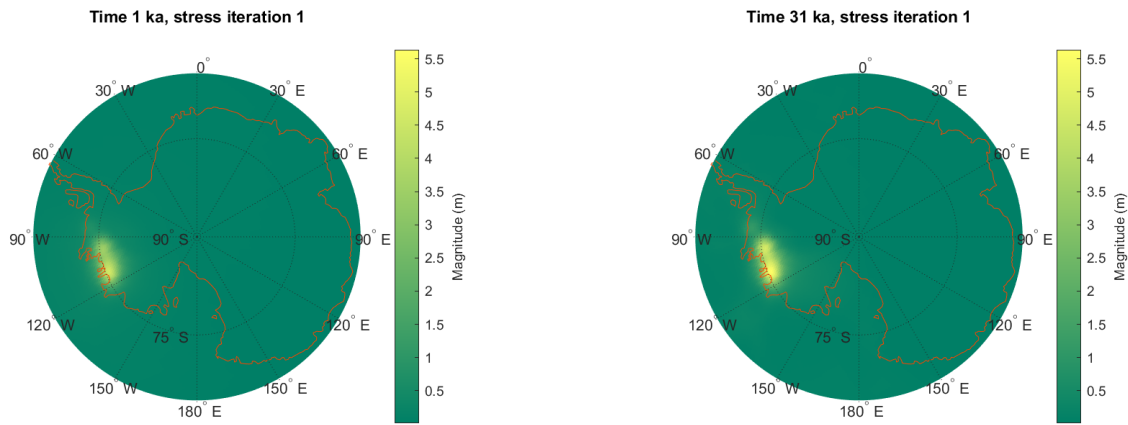 Time 1 ka, stress iteration 1
0°
30° E
60° E
90° E
120° E
150° E
180° E
150° W
120° W
90° W
60° W
30° W
90° S
75° S
5.5
5
4.5
4
3.5
3
2.5
2
1.5
1
0.5
Magnitude (m)
Time 31 ka, stress iteration 1
0°
30° E
60° E
90° E
120° E
150° E
180° E
150° W
120° W
90° W
60° W
30° W
90° S
75° S
5.5
5
4.5
4
3.5
3
2.5
2
1.5
1
0.5
Magnitude (m)